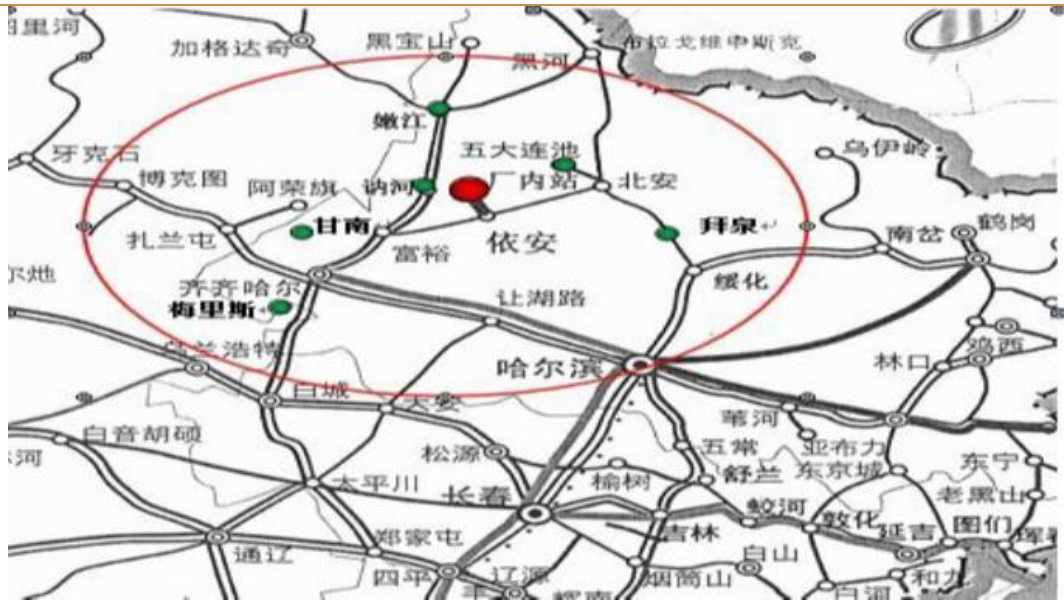 加格达奇
黑宝山
黑河
布拉戈维申斯克
嫩江
牙克石
博克图
阿荣旗
讷河
五大连池
厂内站
北安
乌伊岭
扎兰屯
甘南
富裕
依安
拜泉
南岔
鹤岗
齐齐哈尔
梅里斯
让湖路
绥化
乌兰浩特
哈尔滨
林口
鸡西
白城
大安
苇河
白音胡硕
松源
五常
亚布力
太平川
长春
榆树
舒兰
东京城
东宁
老黑山
蛟河
吉林
敦化
延吉
图们
通辽
郑家屯
四平
辽源
烟筒山
白山
白河
和九